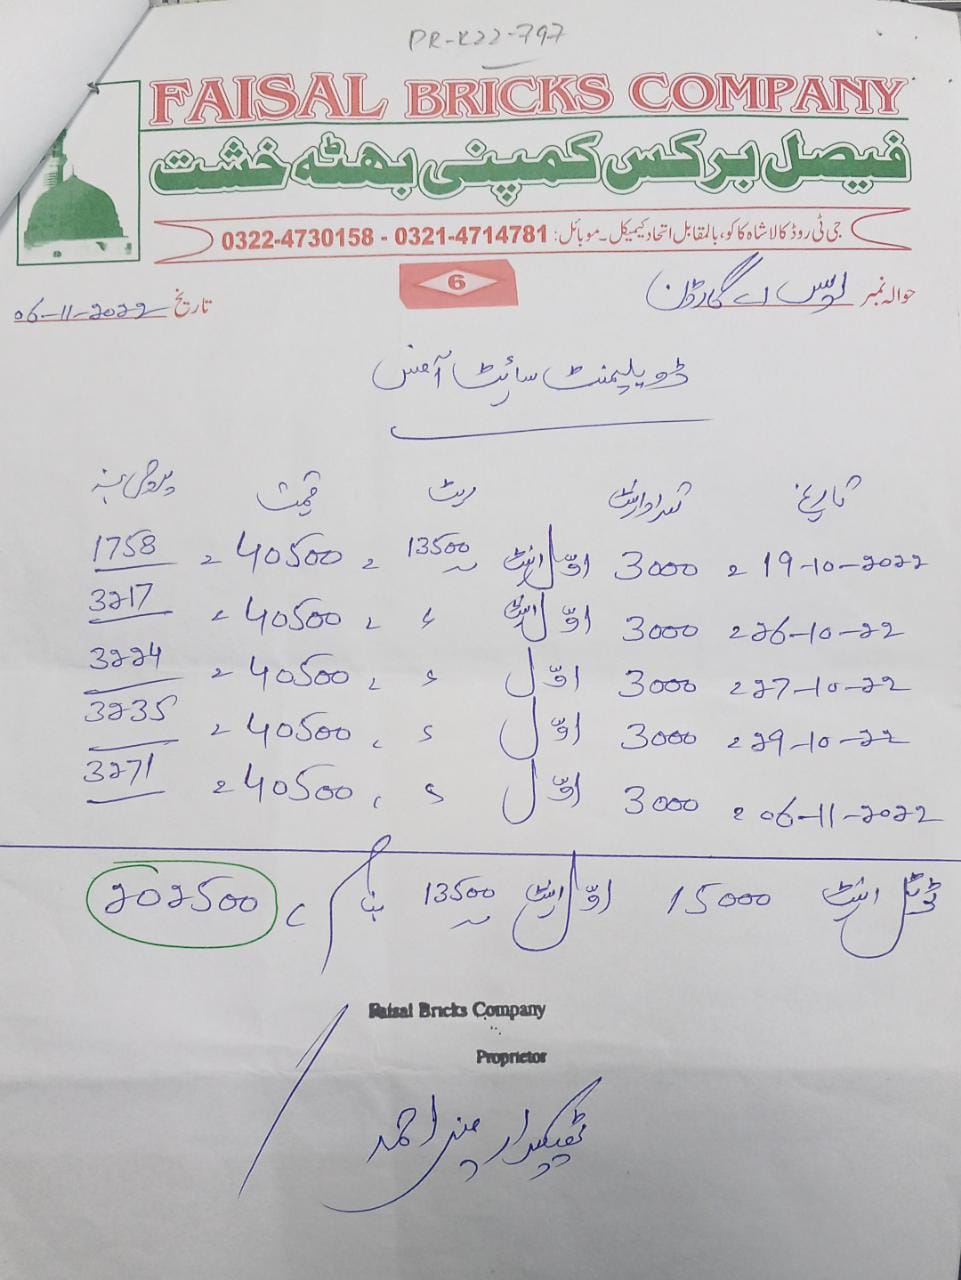 PR-K22-797
FAISAL BRICKS COMPANY
فیصل برکس کمپنی بھٹہ خشت
جی ٹی روڈ کالا شاہ کاکو، بالمقابل اتحاد کیمیکل۔ موبائل: 0321-4714781 - 0322-4730158
6
حوالہ نمبر ایس اے گارڈن تاریخ 06-11-2022
ڈویلپمنٹ سائٹ آفس
تاریخ تعداد اینٹ ریٹ قیمت
19-10-2022 3000 اوّل اینٹ 13500 40500 1758
26-10-22 3000 اوّل اینٹ 40500 3217
27-10-22 3000 اوّل 40500 3224
29-10-22 3000 اوّل 40500 3235
06-11-2022 3000 اوّل 40500 3271
ٹوٹل اینٹ 15000 اوّل اینٹ 13500 202500
Faisal Bricks Company
Proprietor
ٹھیکیدار احمد